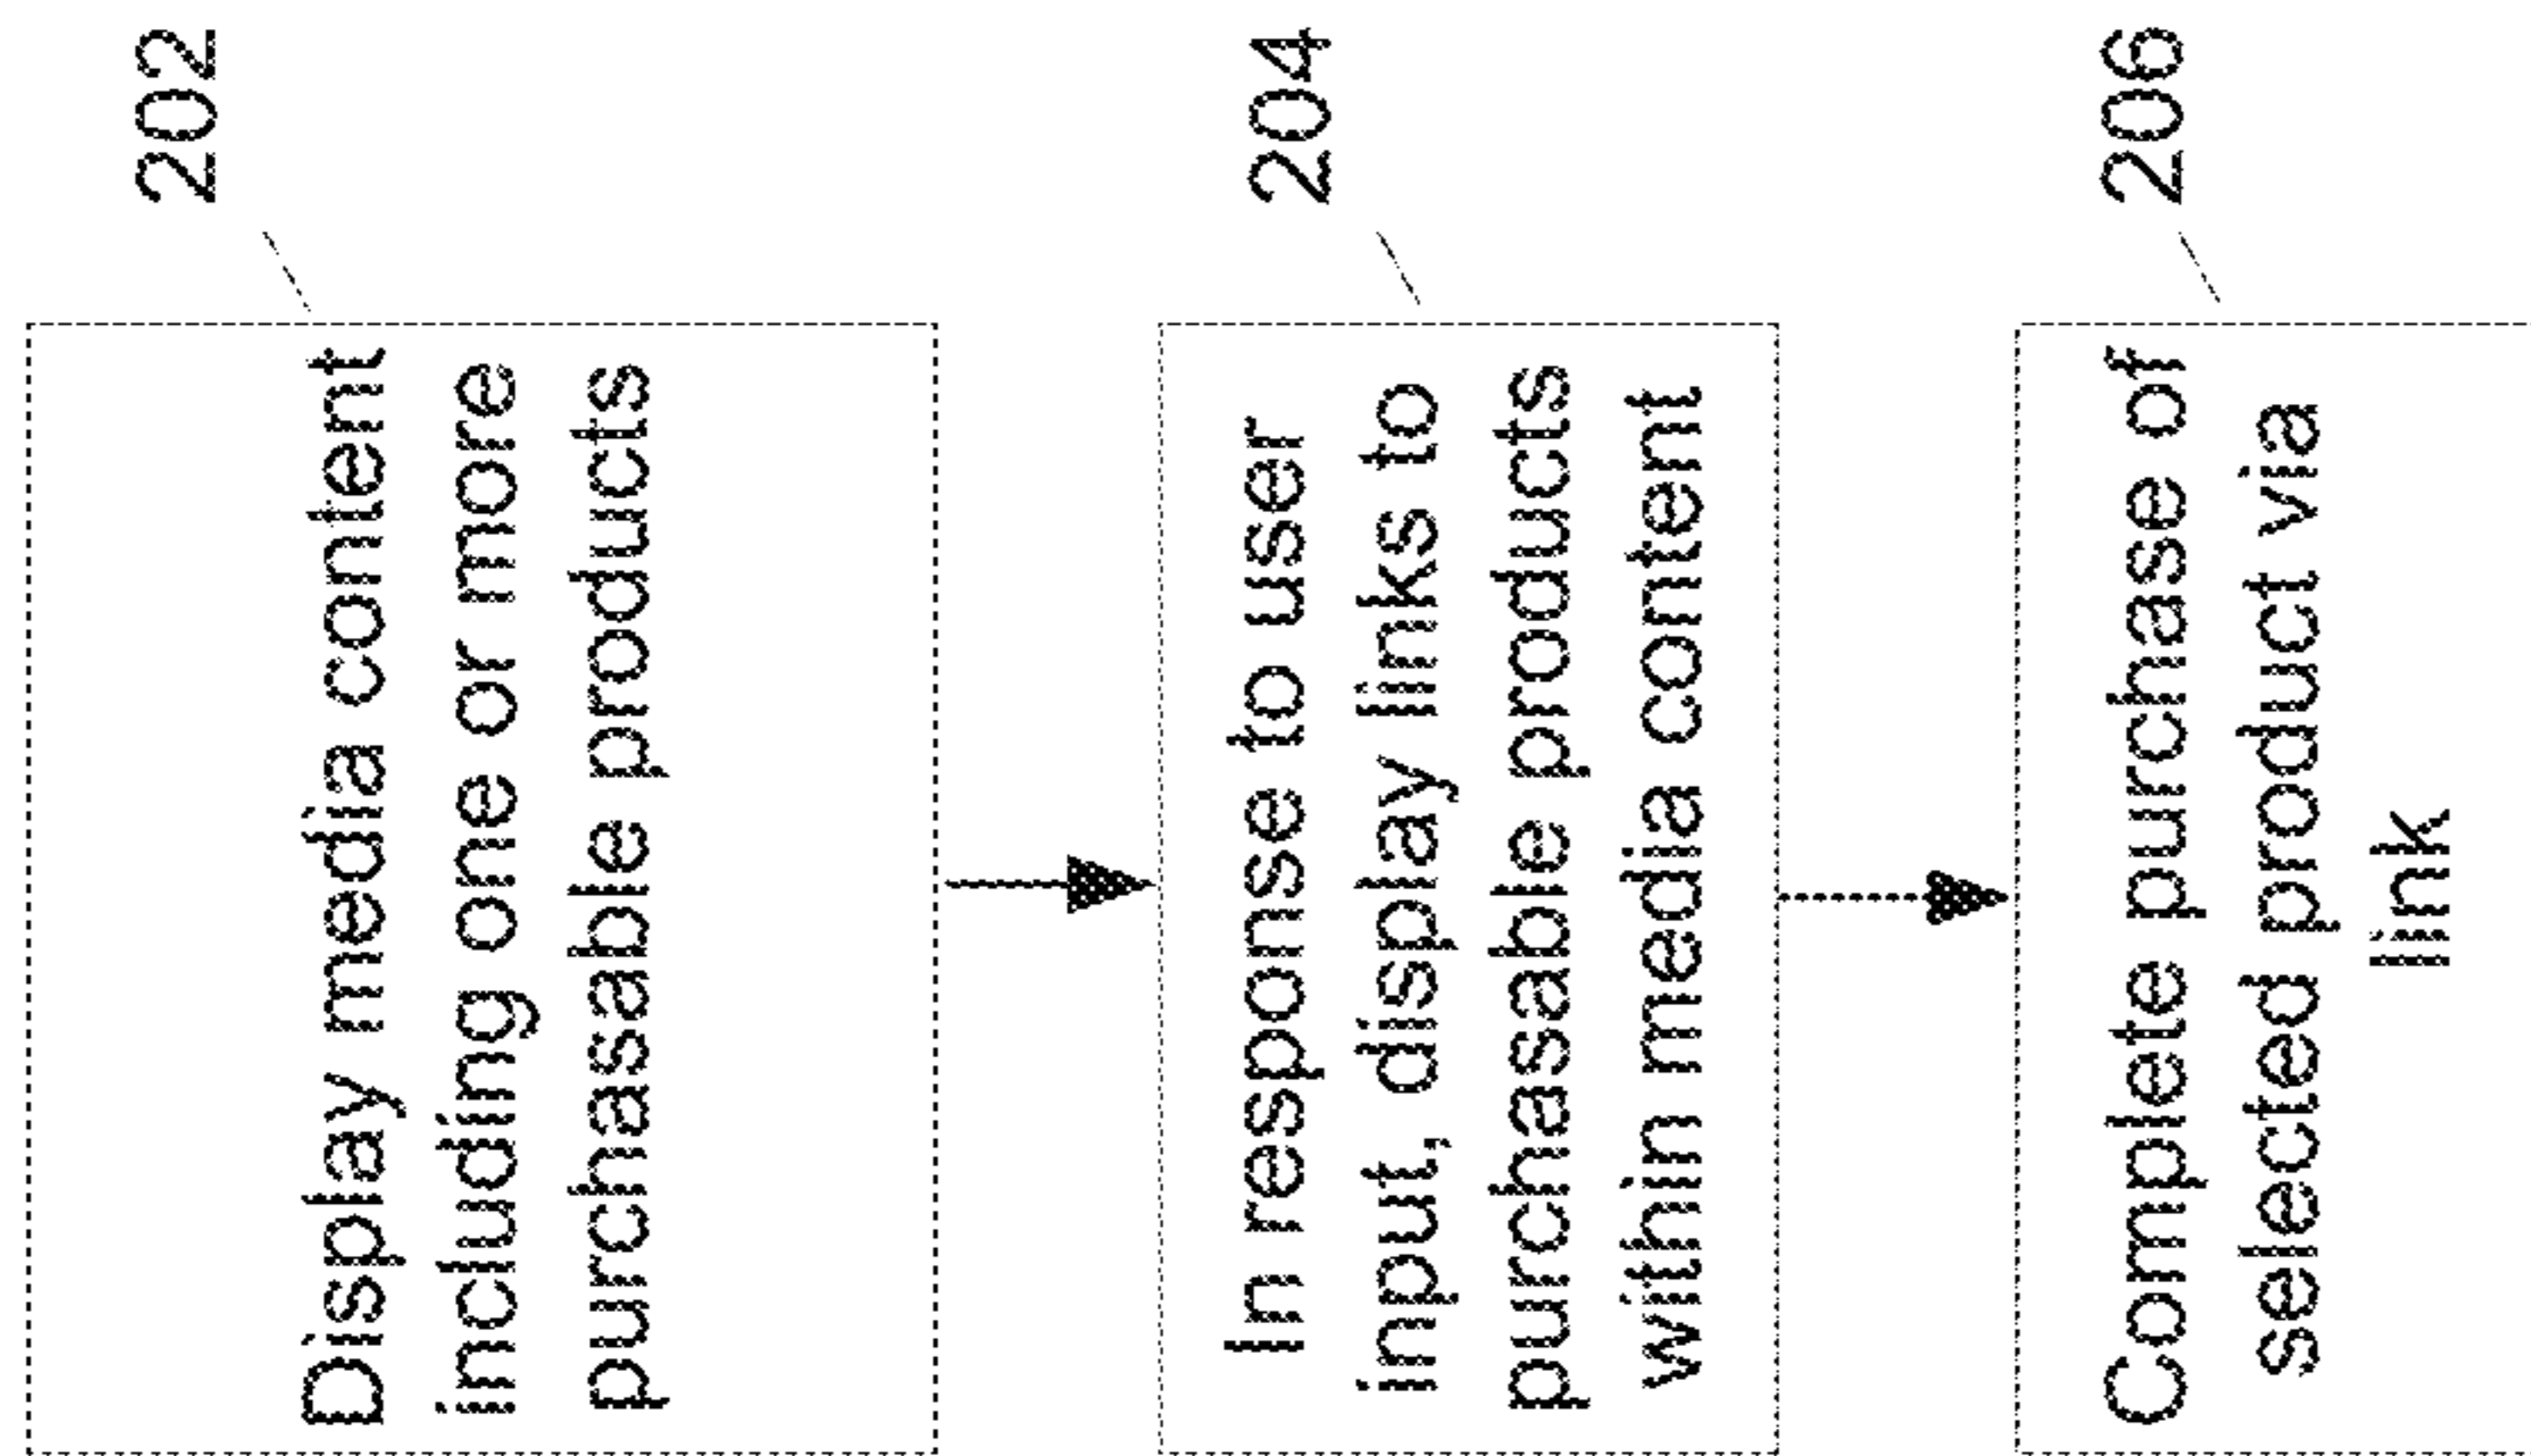 Display media content
including one or more
purchasable products
202
In response to user
input, display links to
purchasable products
within media content
204
Complete purchase of
selected product via
link
206